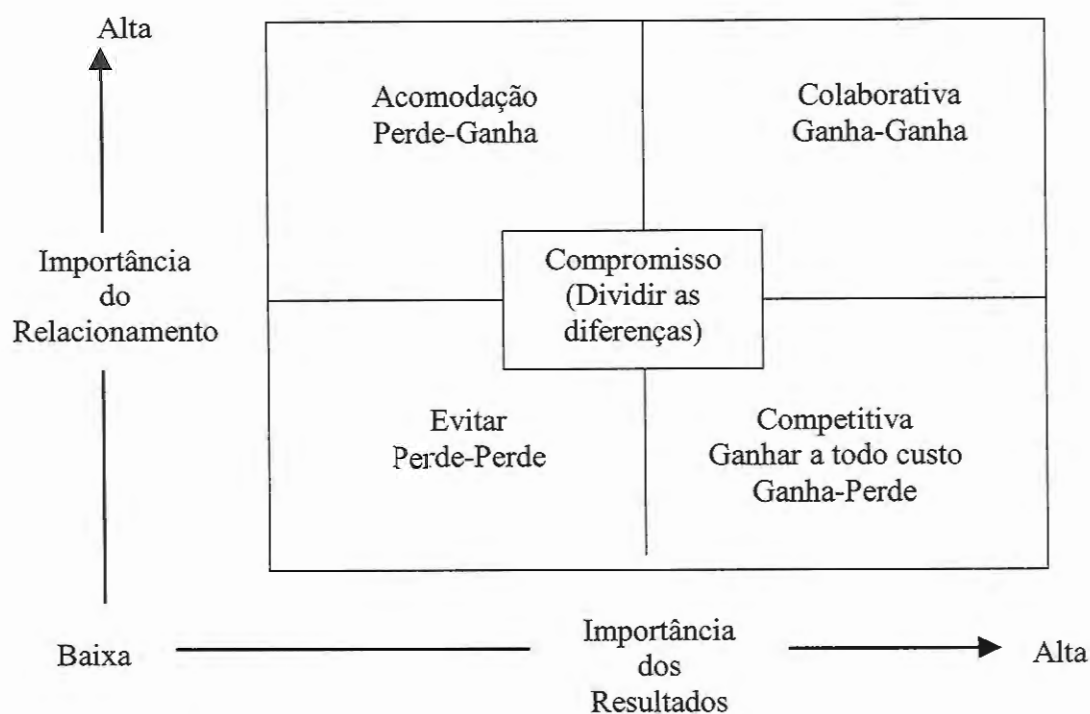 Alta
Acomodação
Perde-Ganha
Colaborativa
Ganha-Ganha
Importância
do
Relacionamento
Compromisso
(Dividir as
diferenças)
Evitar
Perde-Perde
Competitiva
Ganhar a todo custo
Ganha-Perde
Baixa
Importância
dos
Resultados
Alta